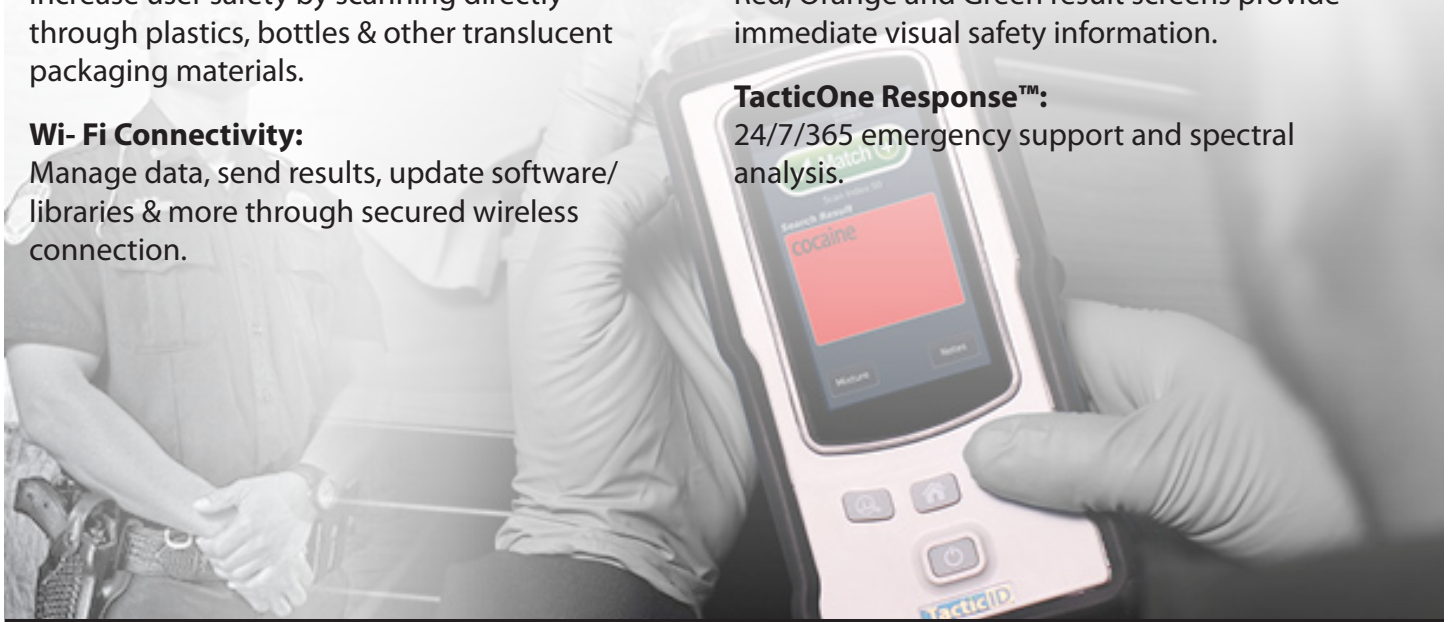 Increase user safety by scanning directly
through plastics, bottles & other translucent
packaging materials.
Wi- Fi Connectivity:
Manage data, send results, update software/
libraries & more through secured wireless
connection.
Red, Orange and Green result screens provide
immediate visual safety information.
TacticOne Response™:
24/7/365 emergency support and spectral
analysis.
Match
Search Result
cocaine
Mixture
Notes
TacticID